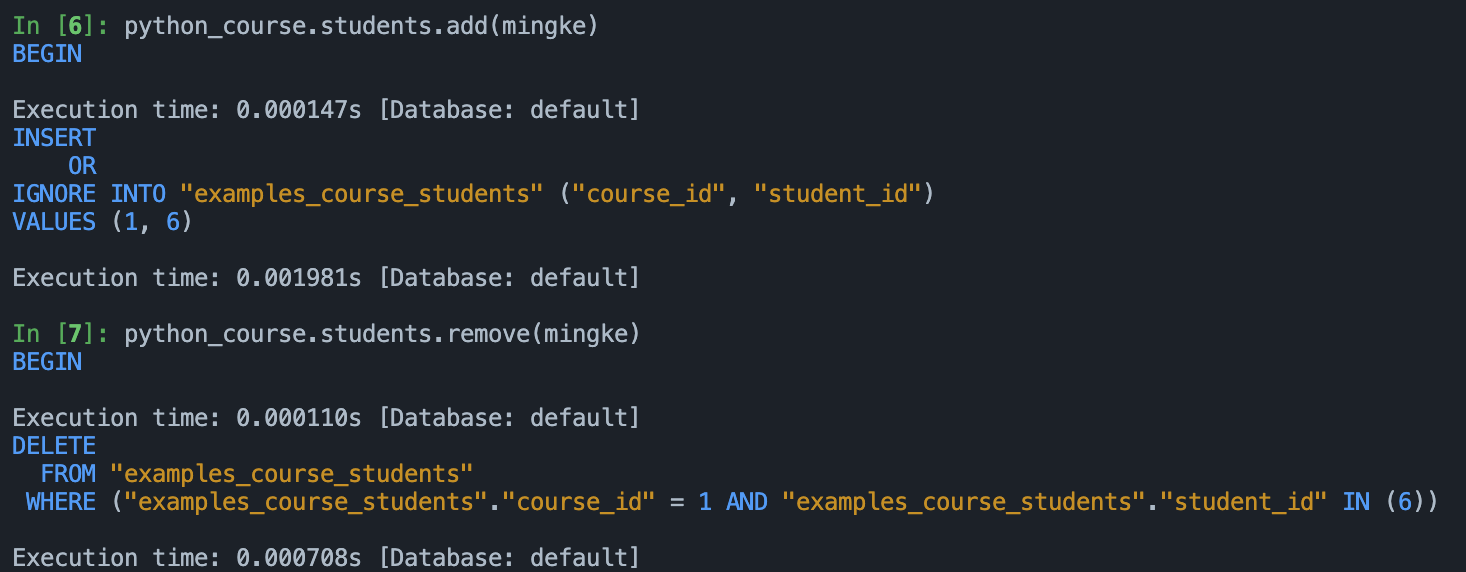 In [6]: python_course.students.add(mingke)
BEGIN

Execution time: 0.000147s [Database: default]
INSERT
    OR
IGNORE INTO "examples_course_students" ("course_id", "student_id")
VALUES (1, 6)

Execution time: 0.001981s [Database: default]

In [7]: python_course.students.remove(mingke)
BEGIN

Execution time: 0.000110s [Database: default]
DELETE
  FROM "examples_course_students"
 WHERE ("examples_course_students"."course_id" = 1 AND "examples_course_students"."student_id" IN (6))

Execution time: 0.000708s [Database: default]